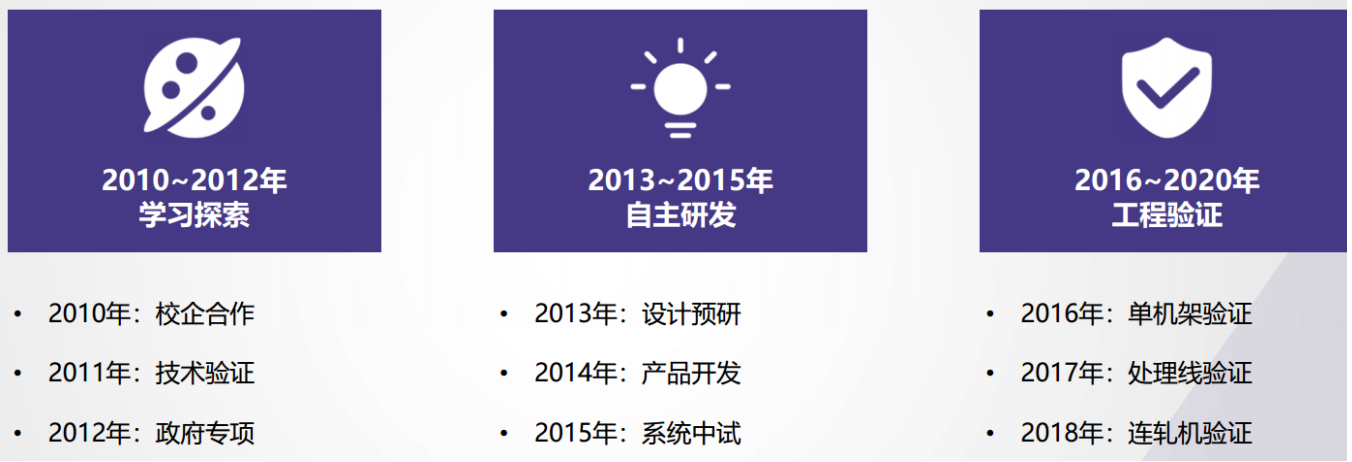 2010~2012年
学习探索
• 2010年：校企合作
• 2011年：技术验证
• 2012年：政府专项
2013~2015年
自主研发
• 2013年：设计预研
• 2014年：产品开发
• 2015年：系统中试
2016~2020年
工程验证
• 2016年：单机架验证
• 2017年：处理线验证
• 2018年：连轧机验证